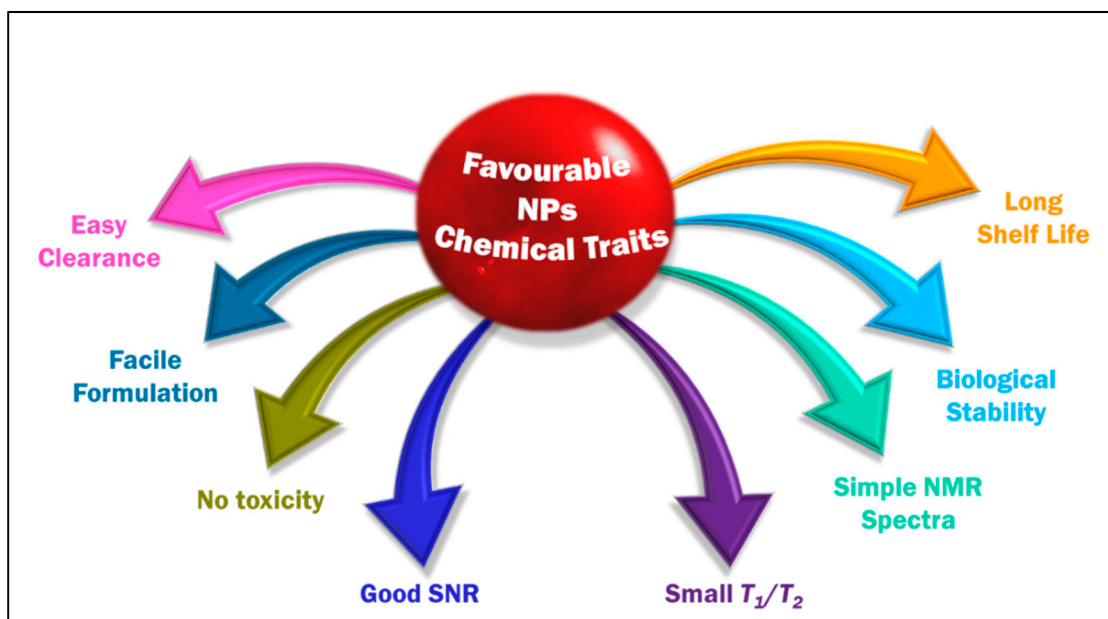 Favourable
NPs
Chemical Traits
Easy
Clearance
Facile
Formulation
No toxicity
Good SNR
Small T₁/T₂
Simple NMR
Spectra
Biological
Stability
Long
Shelf Life